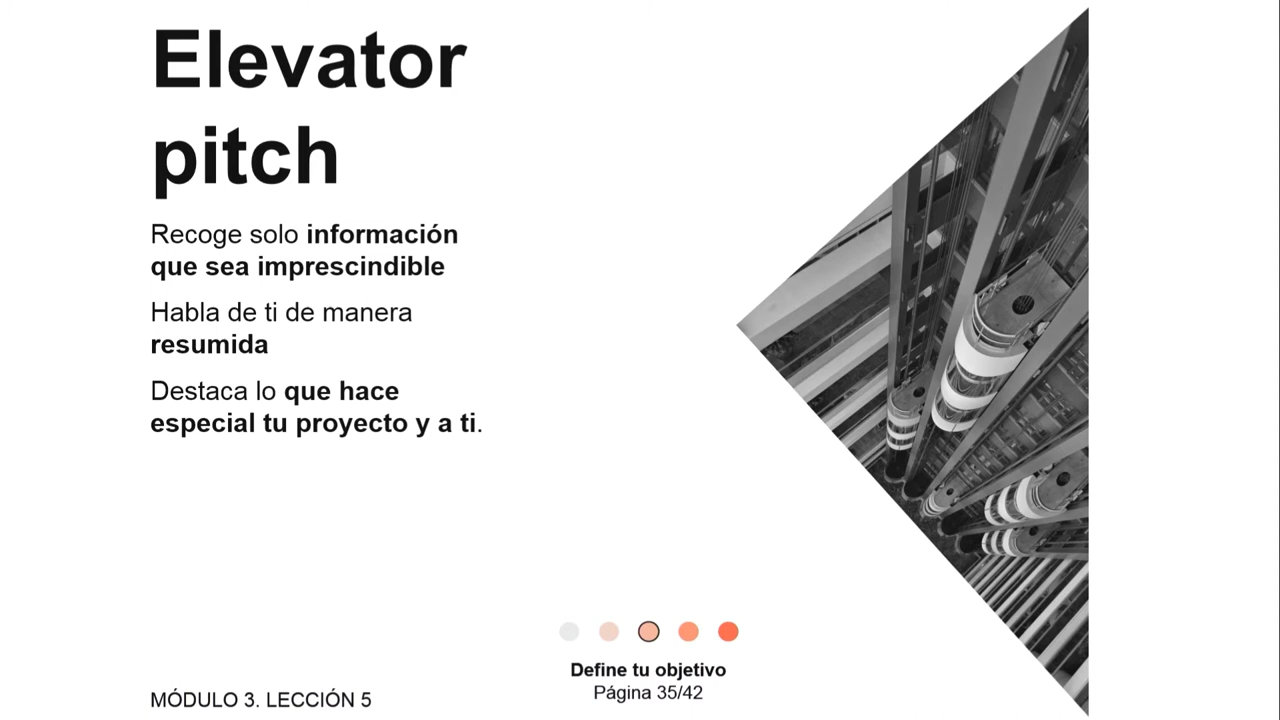 Elevator
pitch
Recoge solo información
que sea imprescindible
Habla de ti de manera
resumida
Destaca lo que hace
especial tu proyecto y a ti.
Define tu objetivo
Página 35/42
MÓDULO 3. LECCIÓN 5